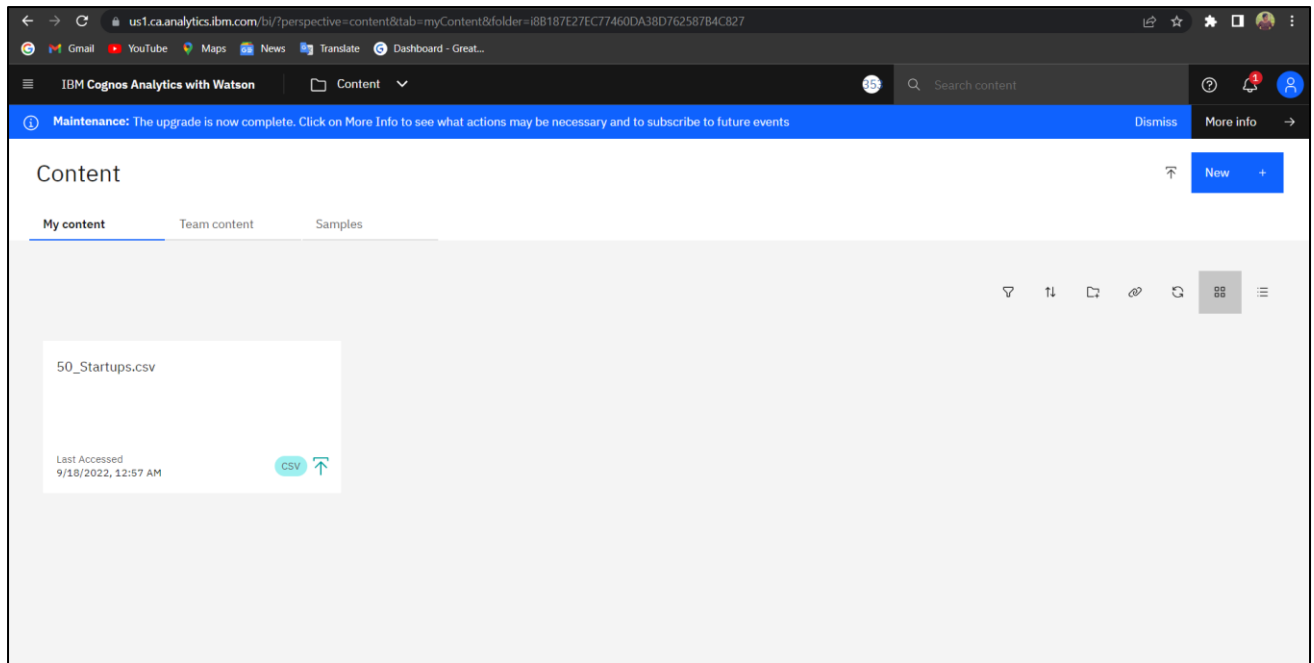 us1.ca.analytics.ibm.com/bi/?perspective=content&tab=myContent&folder=i8B187E27EC77460DA38D762587B4C827
Gmail YouTube Maps News Translate Dashboard - Great...
IBM Cognos Analytics with Watson Content 353 Search content 1
Maintenance: The upgrade is now complete. Click on More Info to see what actions may be necessary and to subscribe to future events Dismiss More info
Content New +
My content Team content Samples
50_Startups.csv
Last Accessed
9/18/2022, 12:57 AM CSV